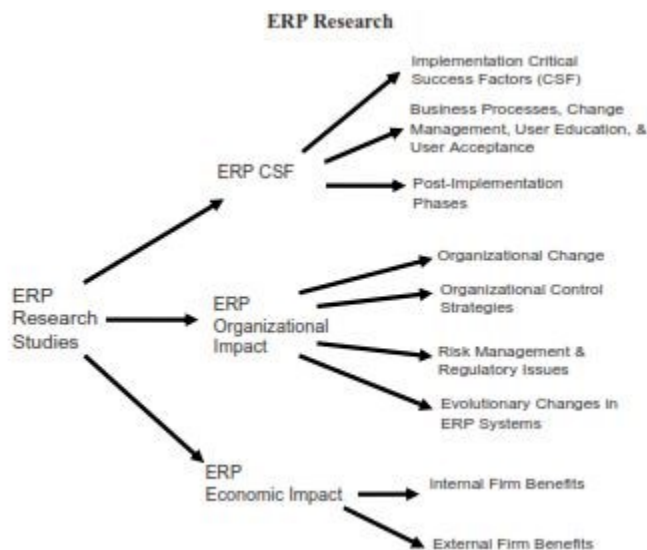 ERP Research
Implementation Critical
Success Factors (CSF)
Business Processes, Change
Management, User Education, &
User Acceptance
ERP CSF
Post-Implementation
Phases
Organizational Change
ERP
Research
Studies
ERP
Organizational
Impact
Organizational Control
Strategies
Risk Management &
Regulatory Issues
Evolutionary Changes in
ERP Systems
ERP
Economic Impact
Internal Firm Benefits
External Firm Benefits